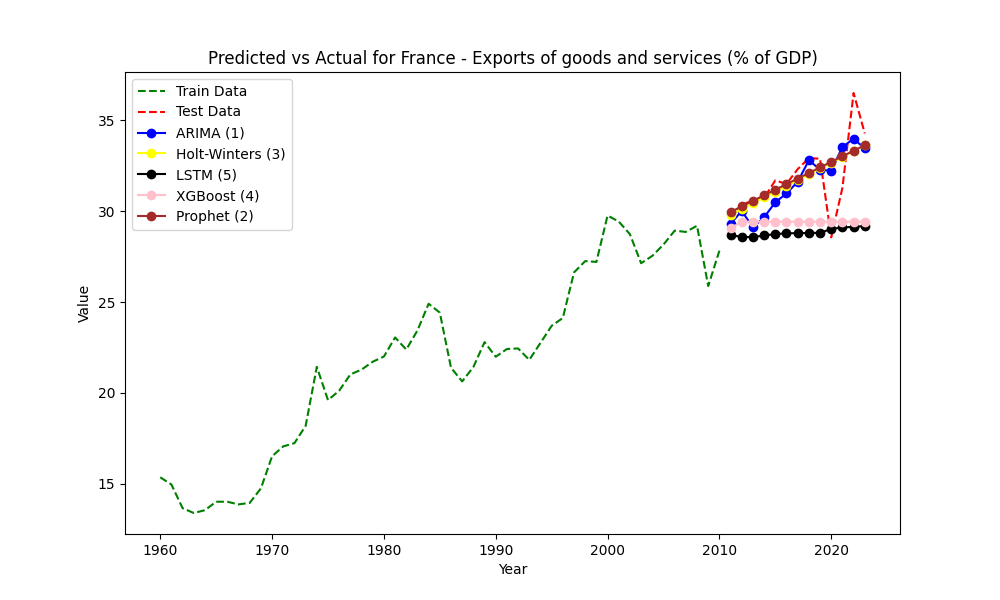 Predicted vs Actual for France - Exports of goods and services (% of GDP)
Train Data
Test Data
ARIMA (1)
Holt-Winters (3)
LSTM (5)
XGBoost (4)
Prophet (2)
35
30
25
20
15
Value
1960 1970 1980 1990 2000 2010 2020
Year